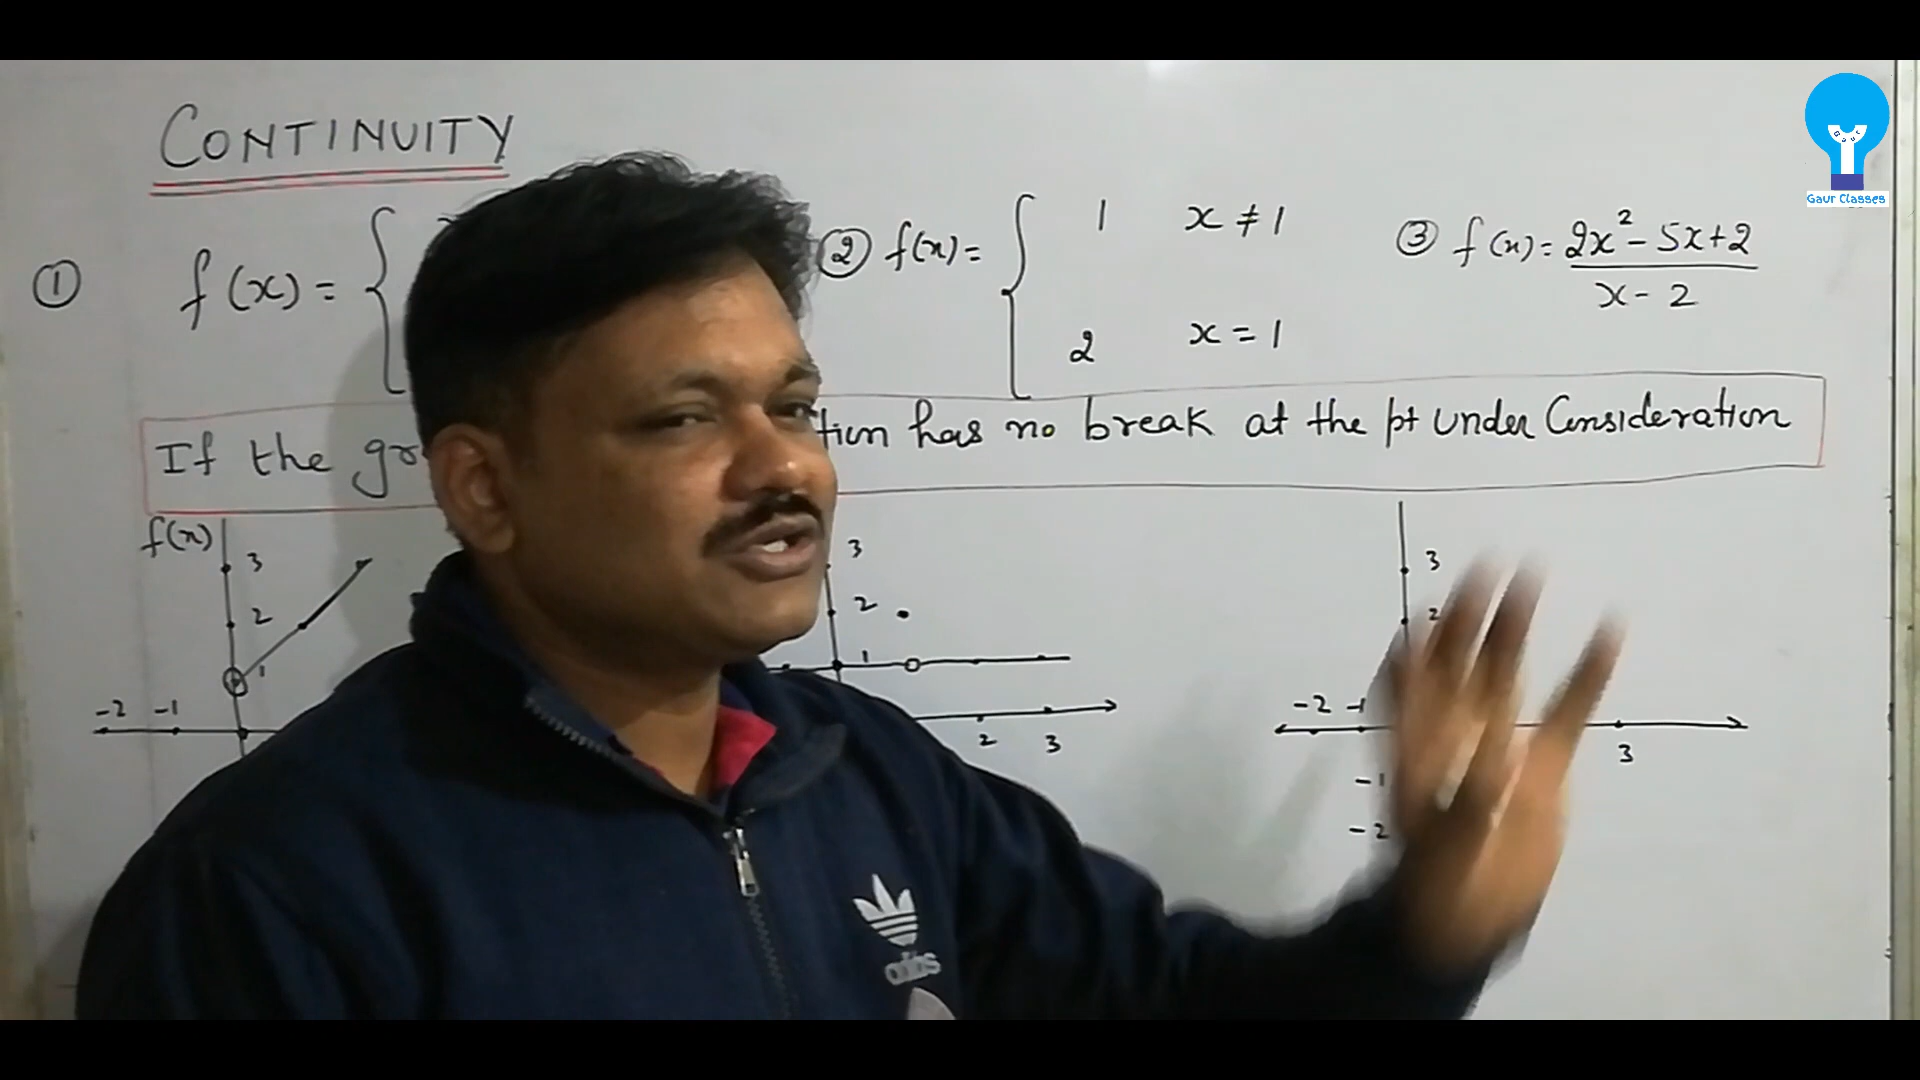 CONTINUITY
① f(x) = {
② f(x) = { 1 x ≠ 1
2 x = 1
③ f(x) = 2x² - 5x + 2
x - 2
If the has no break at the pt under Consideration
f(x)
3
2
1
-2 -1
3
2
1
2 3
3
2
-2 -1
3
-1
-2
Gaur
Gaur Classes
adidas